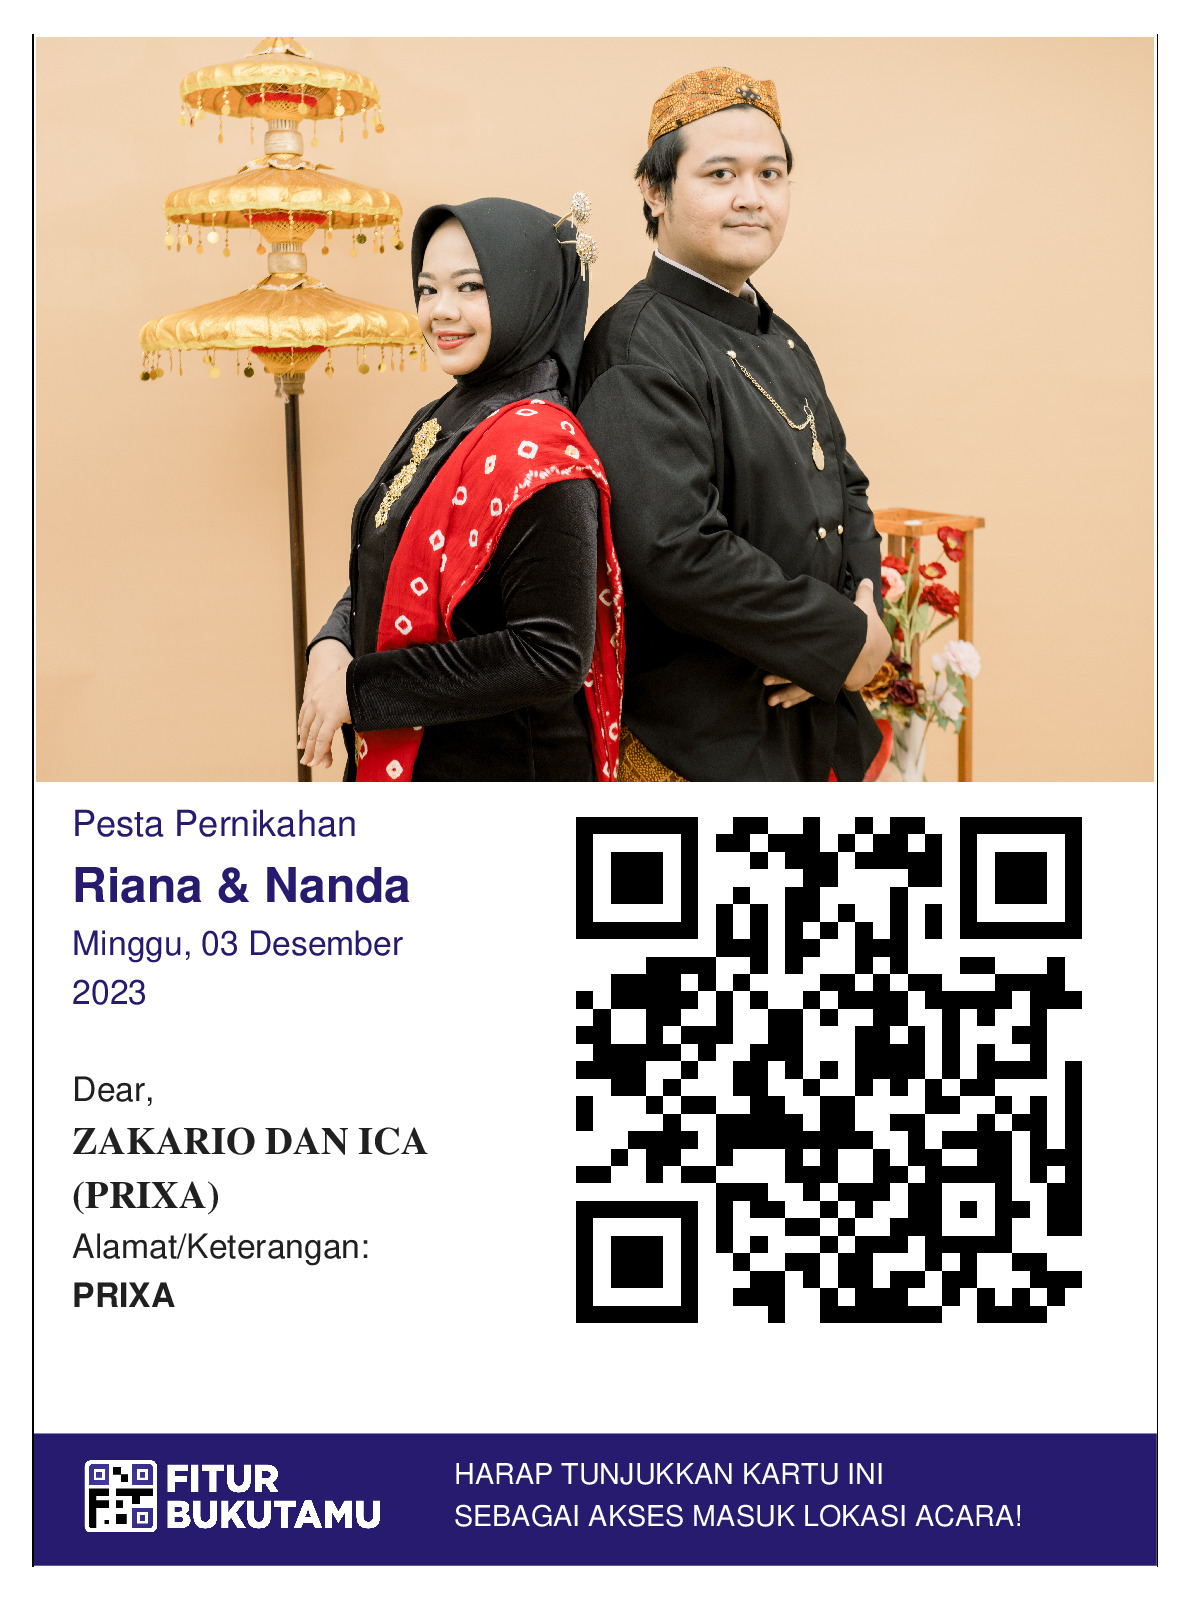 Pesta Pernikahan
Riana & Nanda
Minggu, 03 Desember
2023
Dear,
ZAKARIO DAN ICA
(PRIXA)
Alamat/Keterangan:
PRIXA
FITUR
BUKUTAMU
HARAP TUNJUKKAN KARTU INI
SEBAGAI AKSES MASUK LOKASI ACARA!